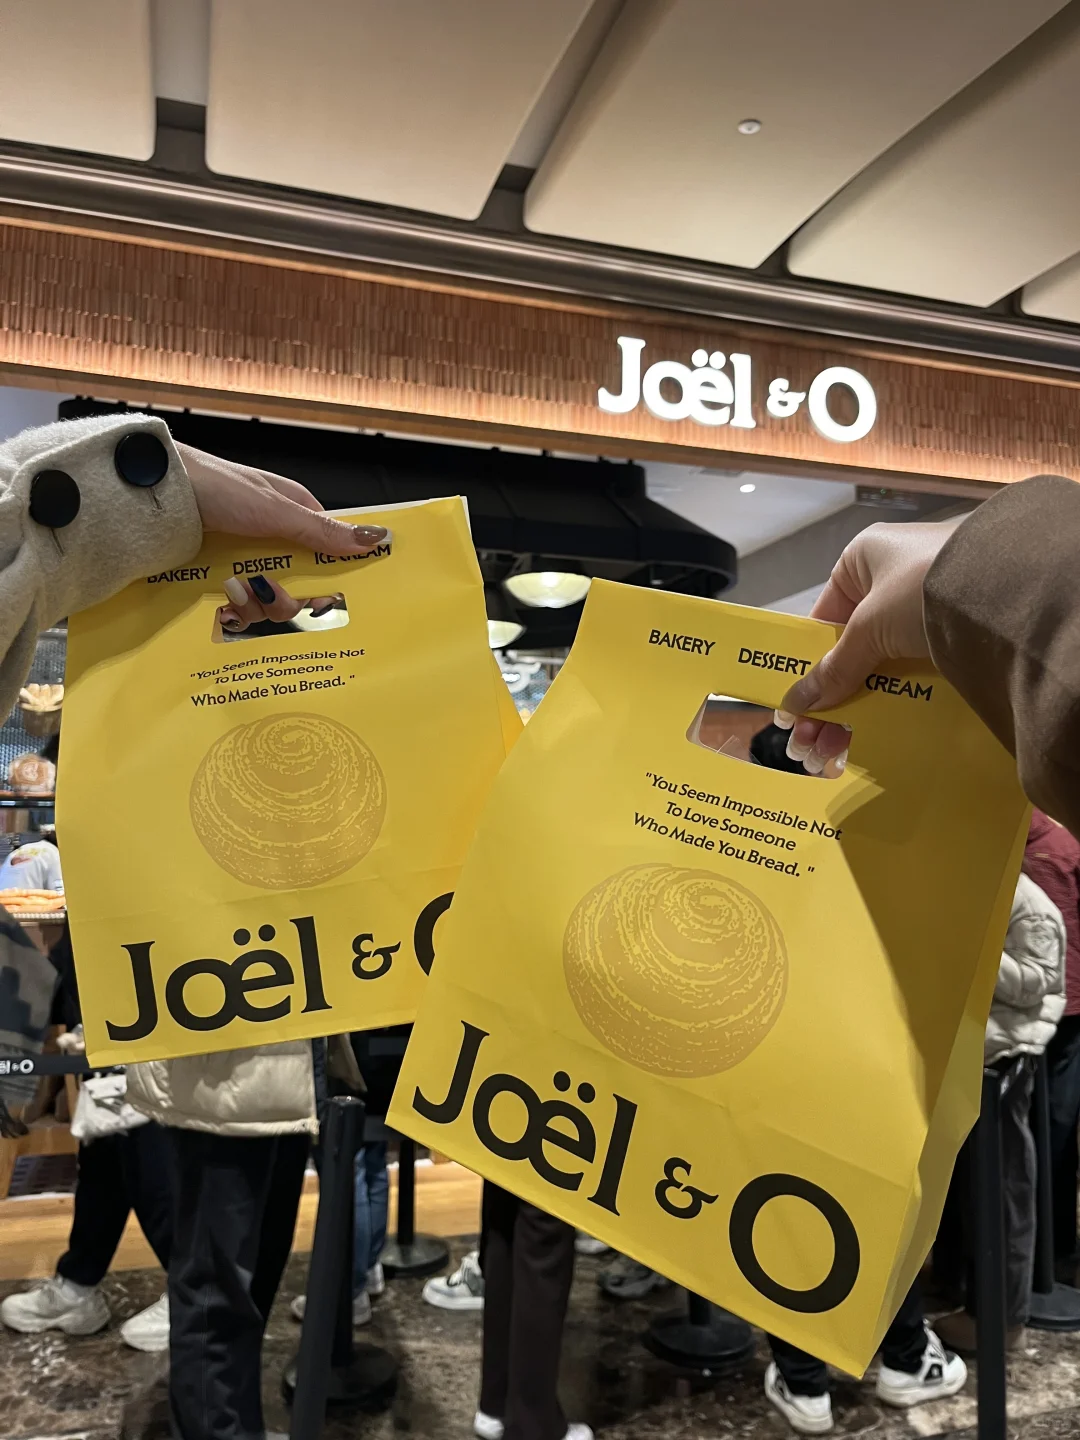 Joël & O
BAKERY DESSERT ICE CREAM
"You Seem Impossible Not
To Love Someone
Who Made You Bread. "
Joël &
BAKERY DESSERT CREAM
"You Seem Impossible Not
To Love Someone
Who Made You Bread. "
Joël & O